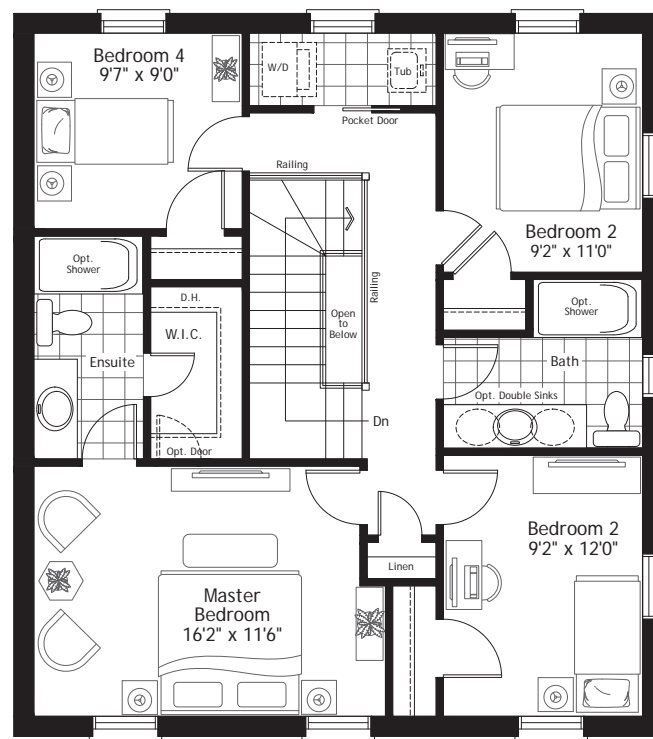 Bedroom 4
9'7" x 9'0"
W/D
Tub
Pocket Door
Railing
Bedroom 2
9'2" x 11'0"
Opt.
Shower
D.H.
W.I.C.
Railing
Open
to
Below
Opt.
Shower
Ensuite
Bath
Opt. Double Sinks
Dn
Opt. Door
Bedroom 2
9'2" x 12'0"
Linen
Master
Bedroom
16'2" x 11'6"